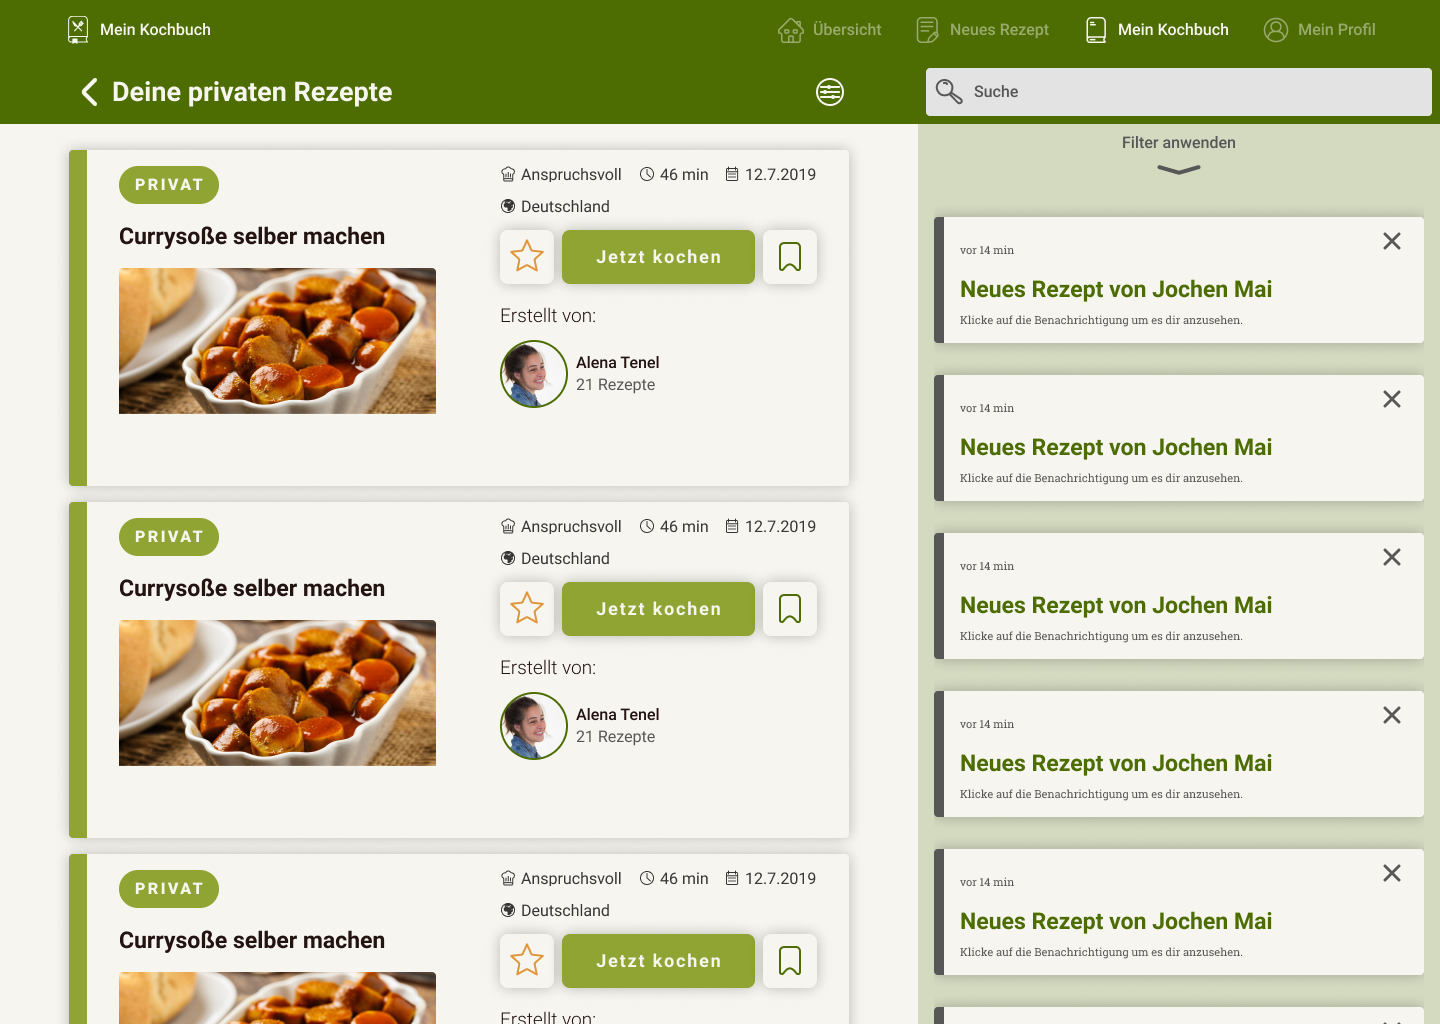 Mein Kochbuch
Übersicht
Neues Rezept
Mein Kochbuch
Mein Profil
Deine privaten Rezepte
Suche
PRIVAT
Currysoße selber machen
Anspruchsvoll 46 min 12.7.2019
Deutschland
Jetzt kochen
Erstellt von:
Alena Tenel
21 Rezepte
PRIVAT
Currysoße selber machen
Anspruchsvoll 46 min 12.7.2019
Deutschland
Jetzt kochen
Erstellt von:
Alena Tenel
21 Rezepte
PRIVAT
Currysoße selber machen
Anspruchsvoll 46 min 12.7.2019
Deutschland
Jetzt kochen
Erstellt von:
Filter anwenden
vor 14 min
Neues Rezept von Jochen Mai
Klicke auf die Benachrichtigung um es dir anzusehen.
vor 14 min
Neues Rezept von Jochen Mai
Klicke auf die Benachrichtigung um es dir anzusehen.
vor 14 min
Neues Rezept von Jochen Mai
Klicke auf die Benachrichtigung um es dir anzusehen.
vor 14 min
Neues Rezept von Jochen Mai
Klicke auf die Benachrichtigung um es dir anzusehen.
vor 14 min
Neues Rezept von Jochen Mai
Klicke auf die Benachrichtigung um es dir anzusehen.